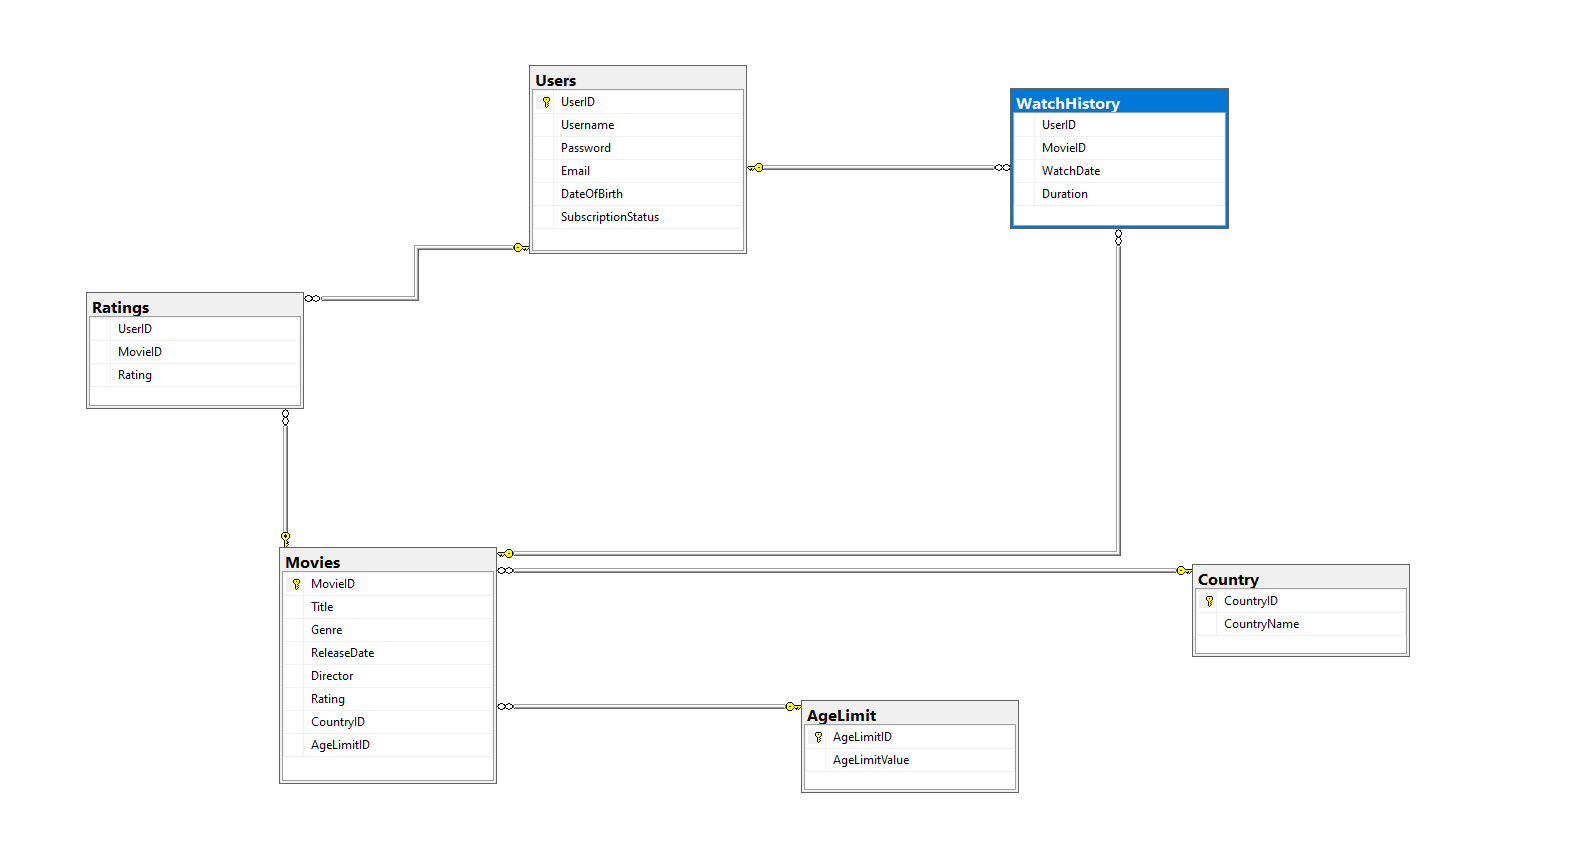 Users
UserID
Username
Password
Email
DateOfBirth
SubscriptionStatus
WatchHistory
UserID
MovieID
WatchDate
Duration
Ratings
UserID
MovieID
Rating
Movies
MovieID
Title
Genre
ReleaseDate
Director
Rating
CountryID
AgeLimitID
Country
CountryID
CountryName
AgeLimit
AgeLimitID
AgeLimitValue